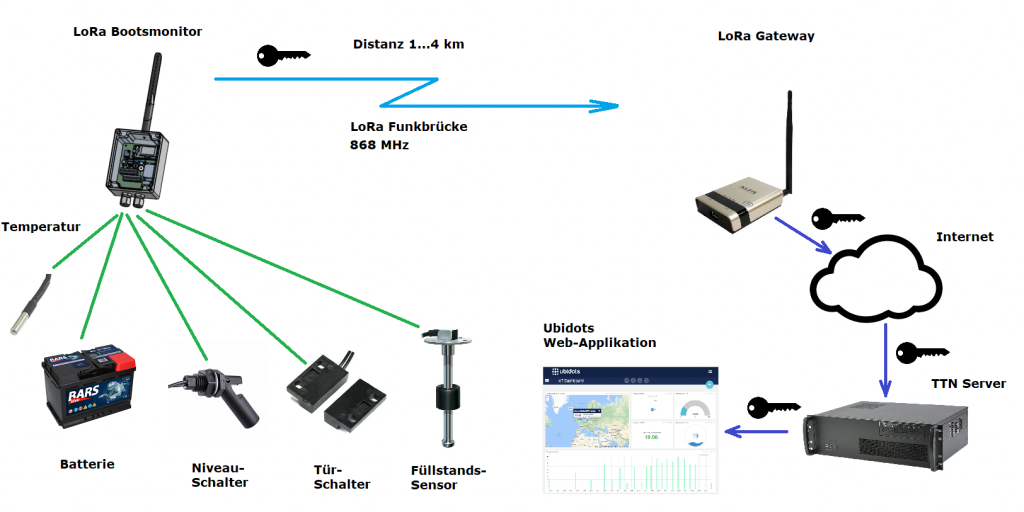 LoRa Bootsmonitor
Distanz 1...4 km
LoRa Gateway
LoRa Funkbrücke
868 MHz
Temperatur
Internet
Ubidots
Web-Applikation
ubidots
TTN Server
BARS
19.06
Batterie
Niveau-
Schalter
Tür-
Schalter
Füllstands-
Sensor